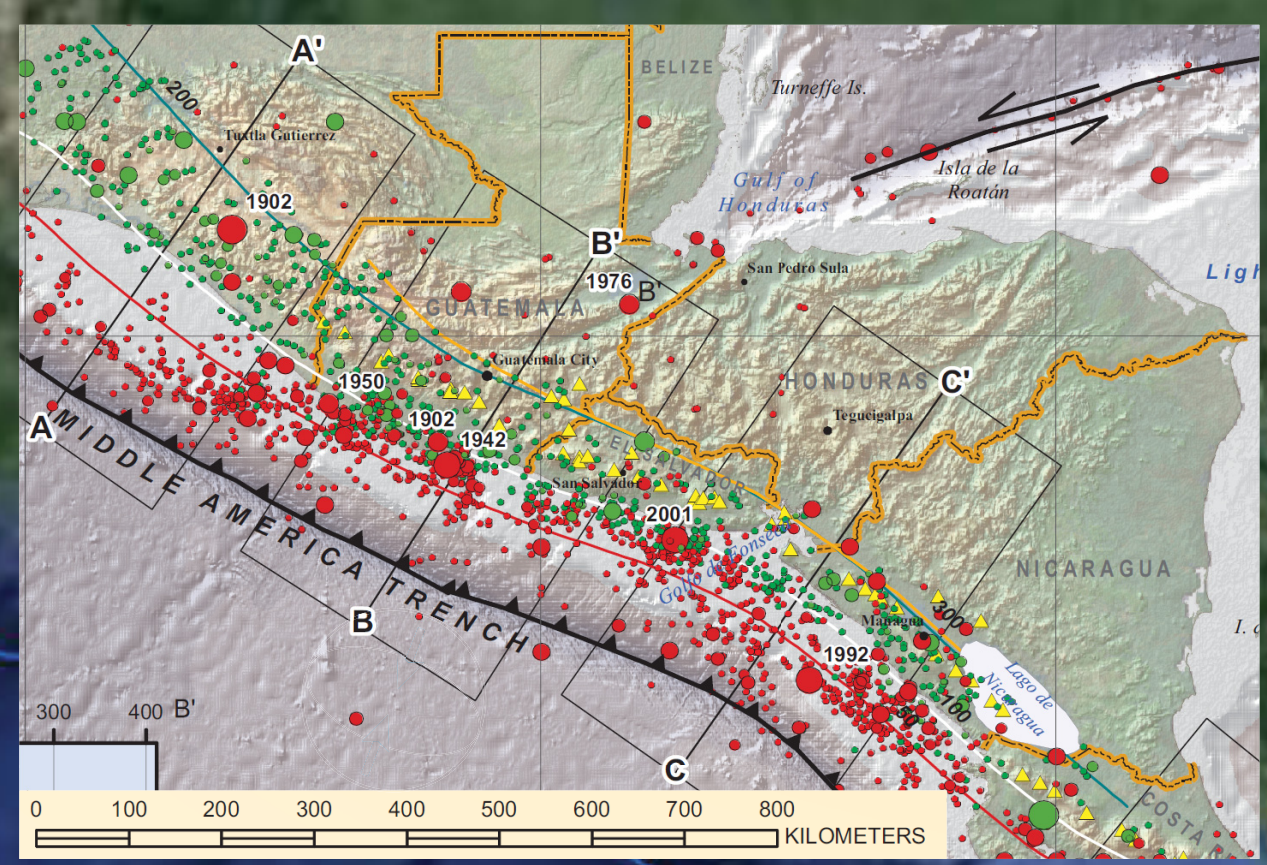 A'
BELIZE
Turneffe Is.
200
Tuxtla Gutierrez
Isla de la
Roatán
Gulf of
Honduras
1902
B'
San Pedro Sula
1976
B'
GUATEMALA
Guatemala City
1950
HONDURAS
C'
1902
Tegucigalpa
A
MIDDLE AMERICA TRENCH
1942
EL SALVADOR
San Salvador
2001
Golfo de Fonseca
NICARAGUA
300
Managua
B
1992
Lago de
Nicaragua
50
100
300
400
B'
C
COSTA
0
100
200
300
400
500
600
700
800
KILOMETERS